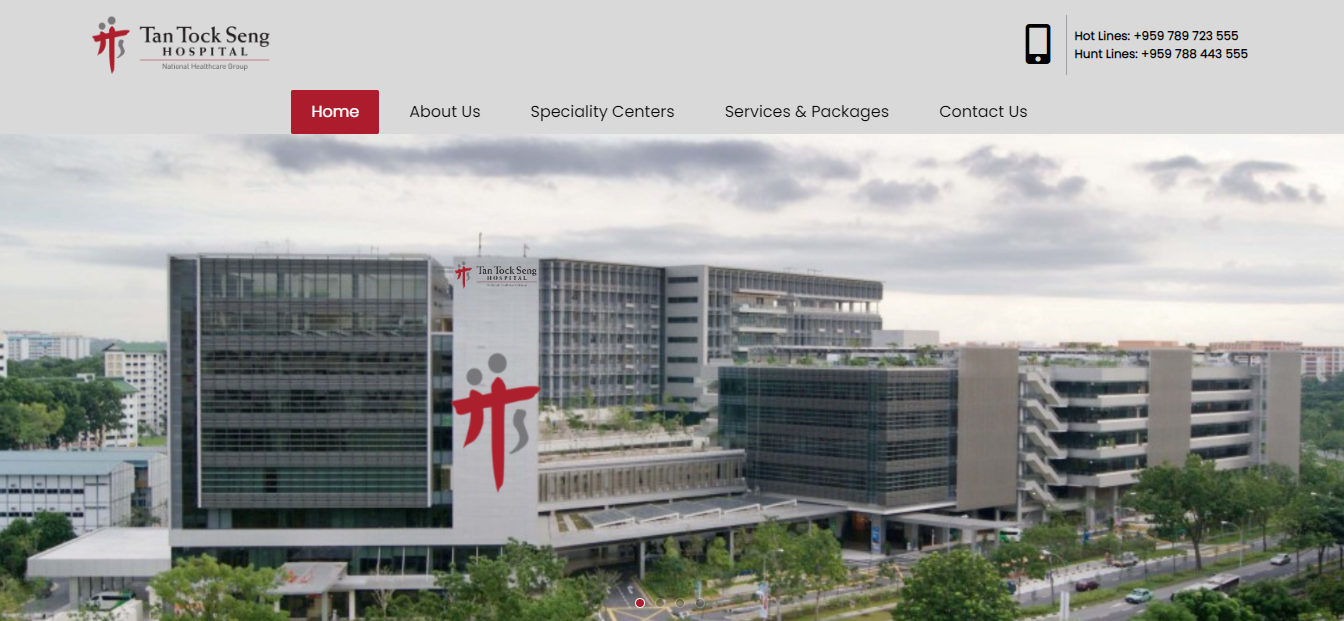 Tan Tock Seng
HOSPITAL
National Healthcare Group
Hot Lines: +959 789 723 555
Hunt Lines: +959 788 443 555
Home
About Us
Speciality Centers
Services & Packages
Contact Us
Tan Tock Seng
HOSPITAL